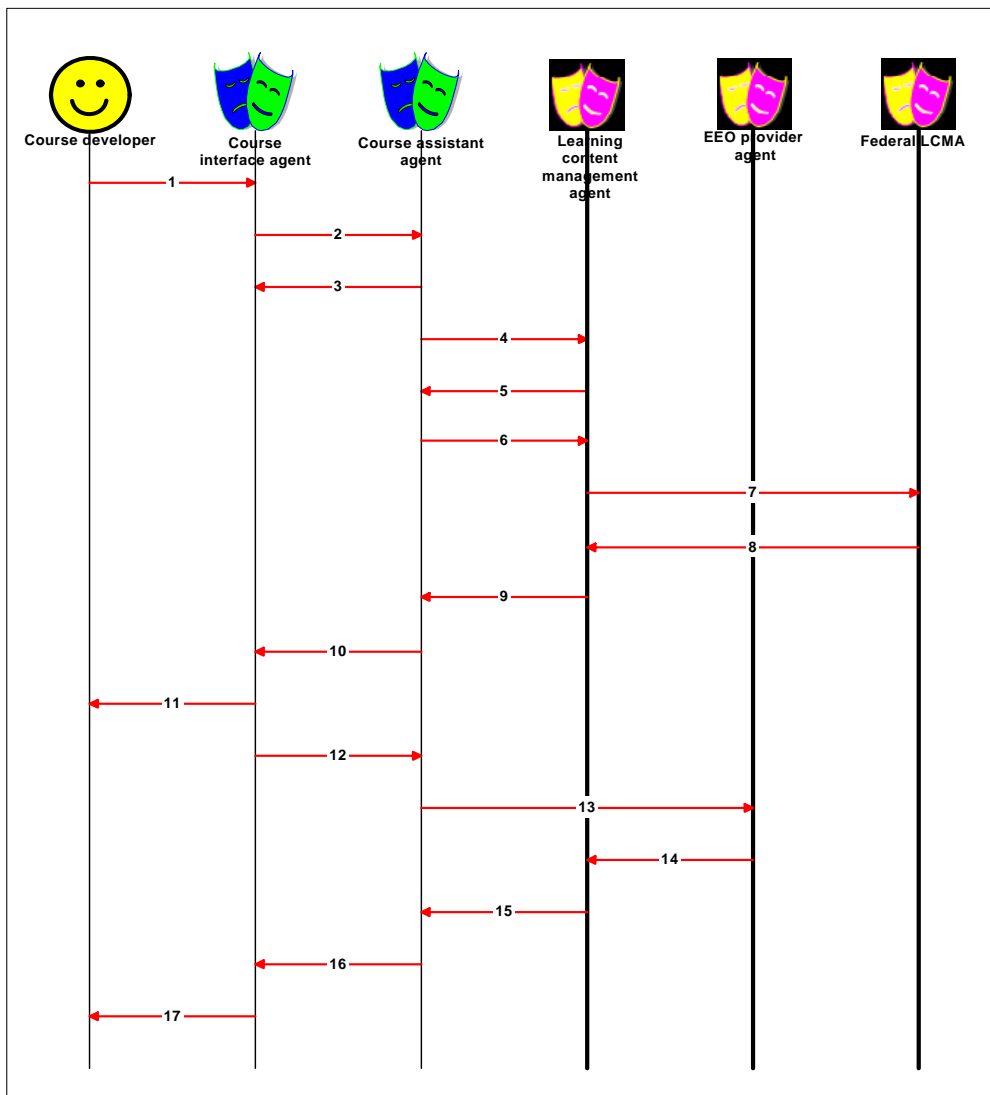 Course developer
Course
interface agent
Course assistant
agent
Learning
content
management
agent
EEO provider
agent
Federal LCMA
1
2
3
4
5
6
7
8
9
10
11
12
13
14
15
16
17